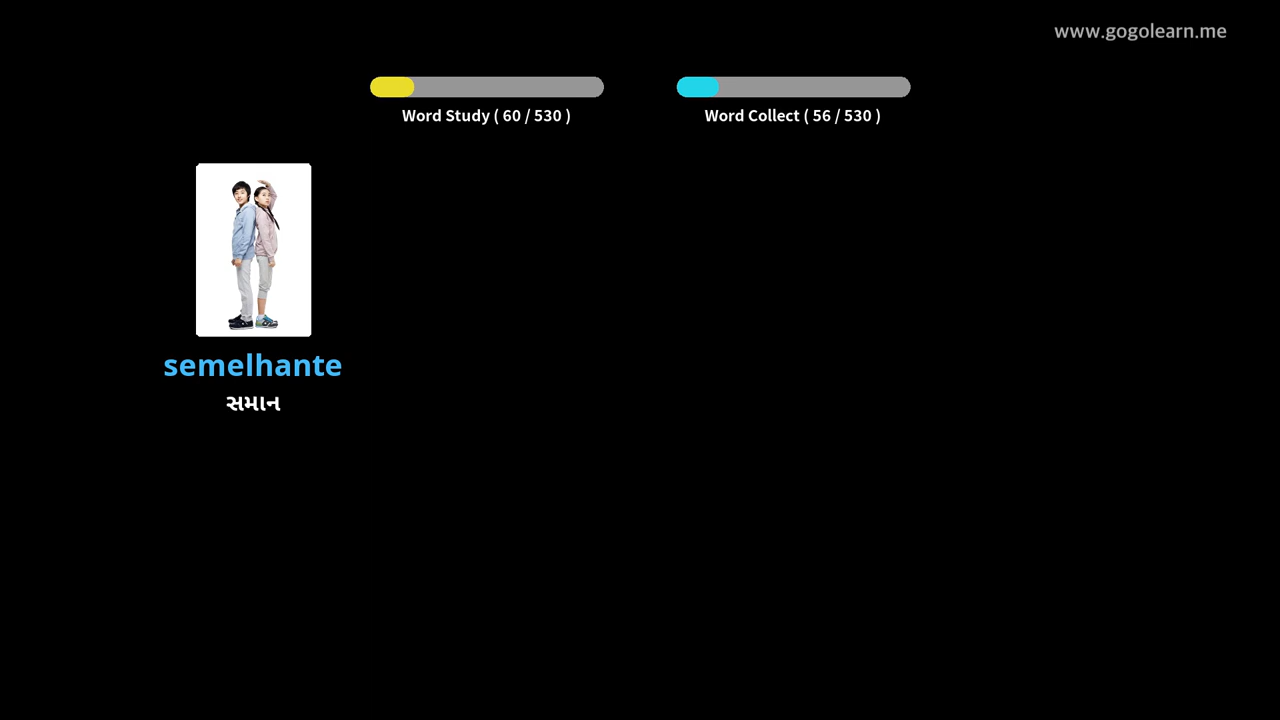 www.gogolearn.me
Word Study ( 60 / 530 )
Word Collect ( 56 / 530 )
semelhante
સમાન